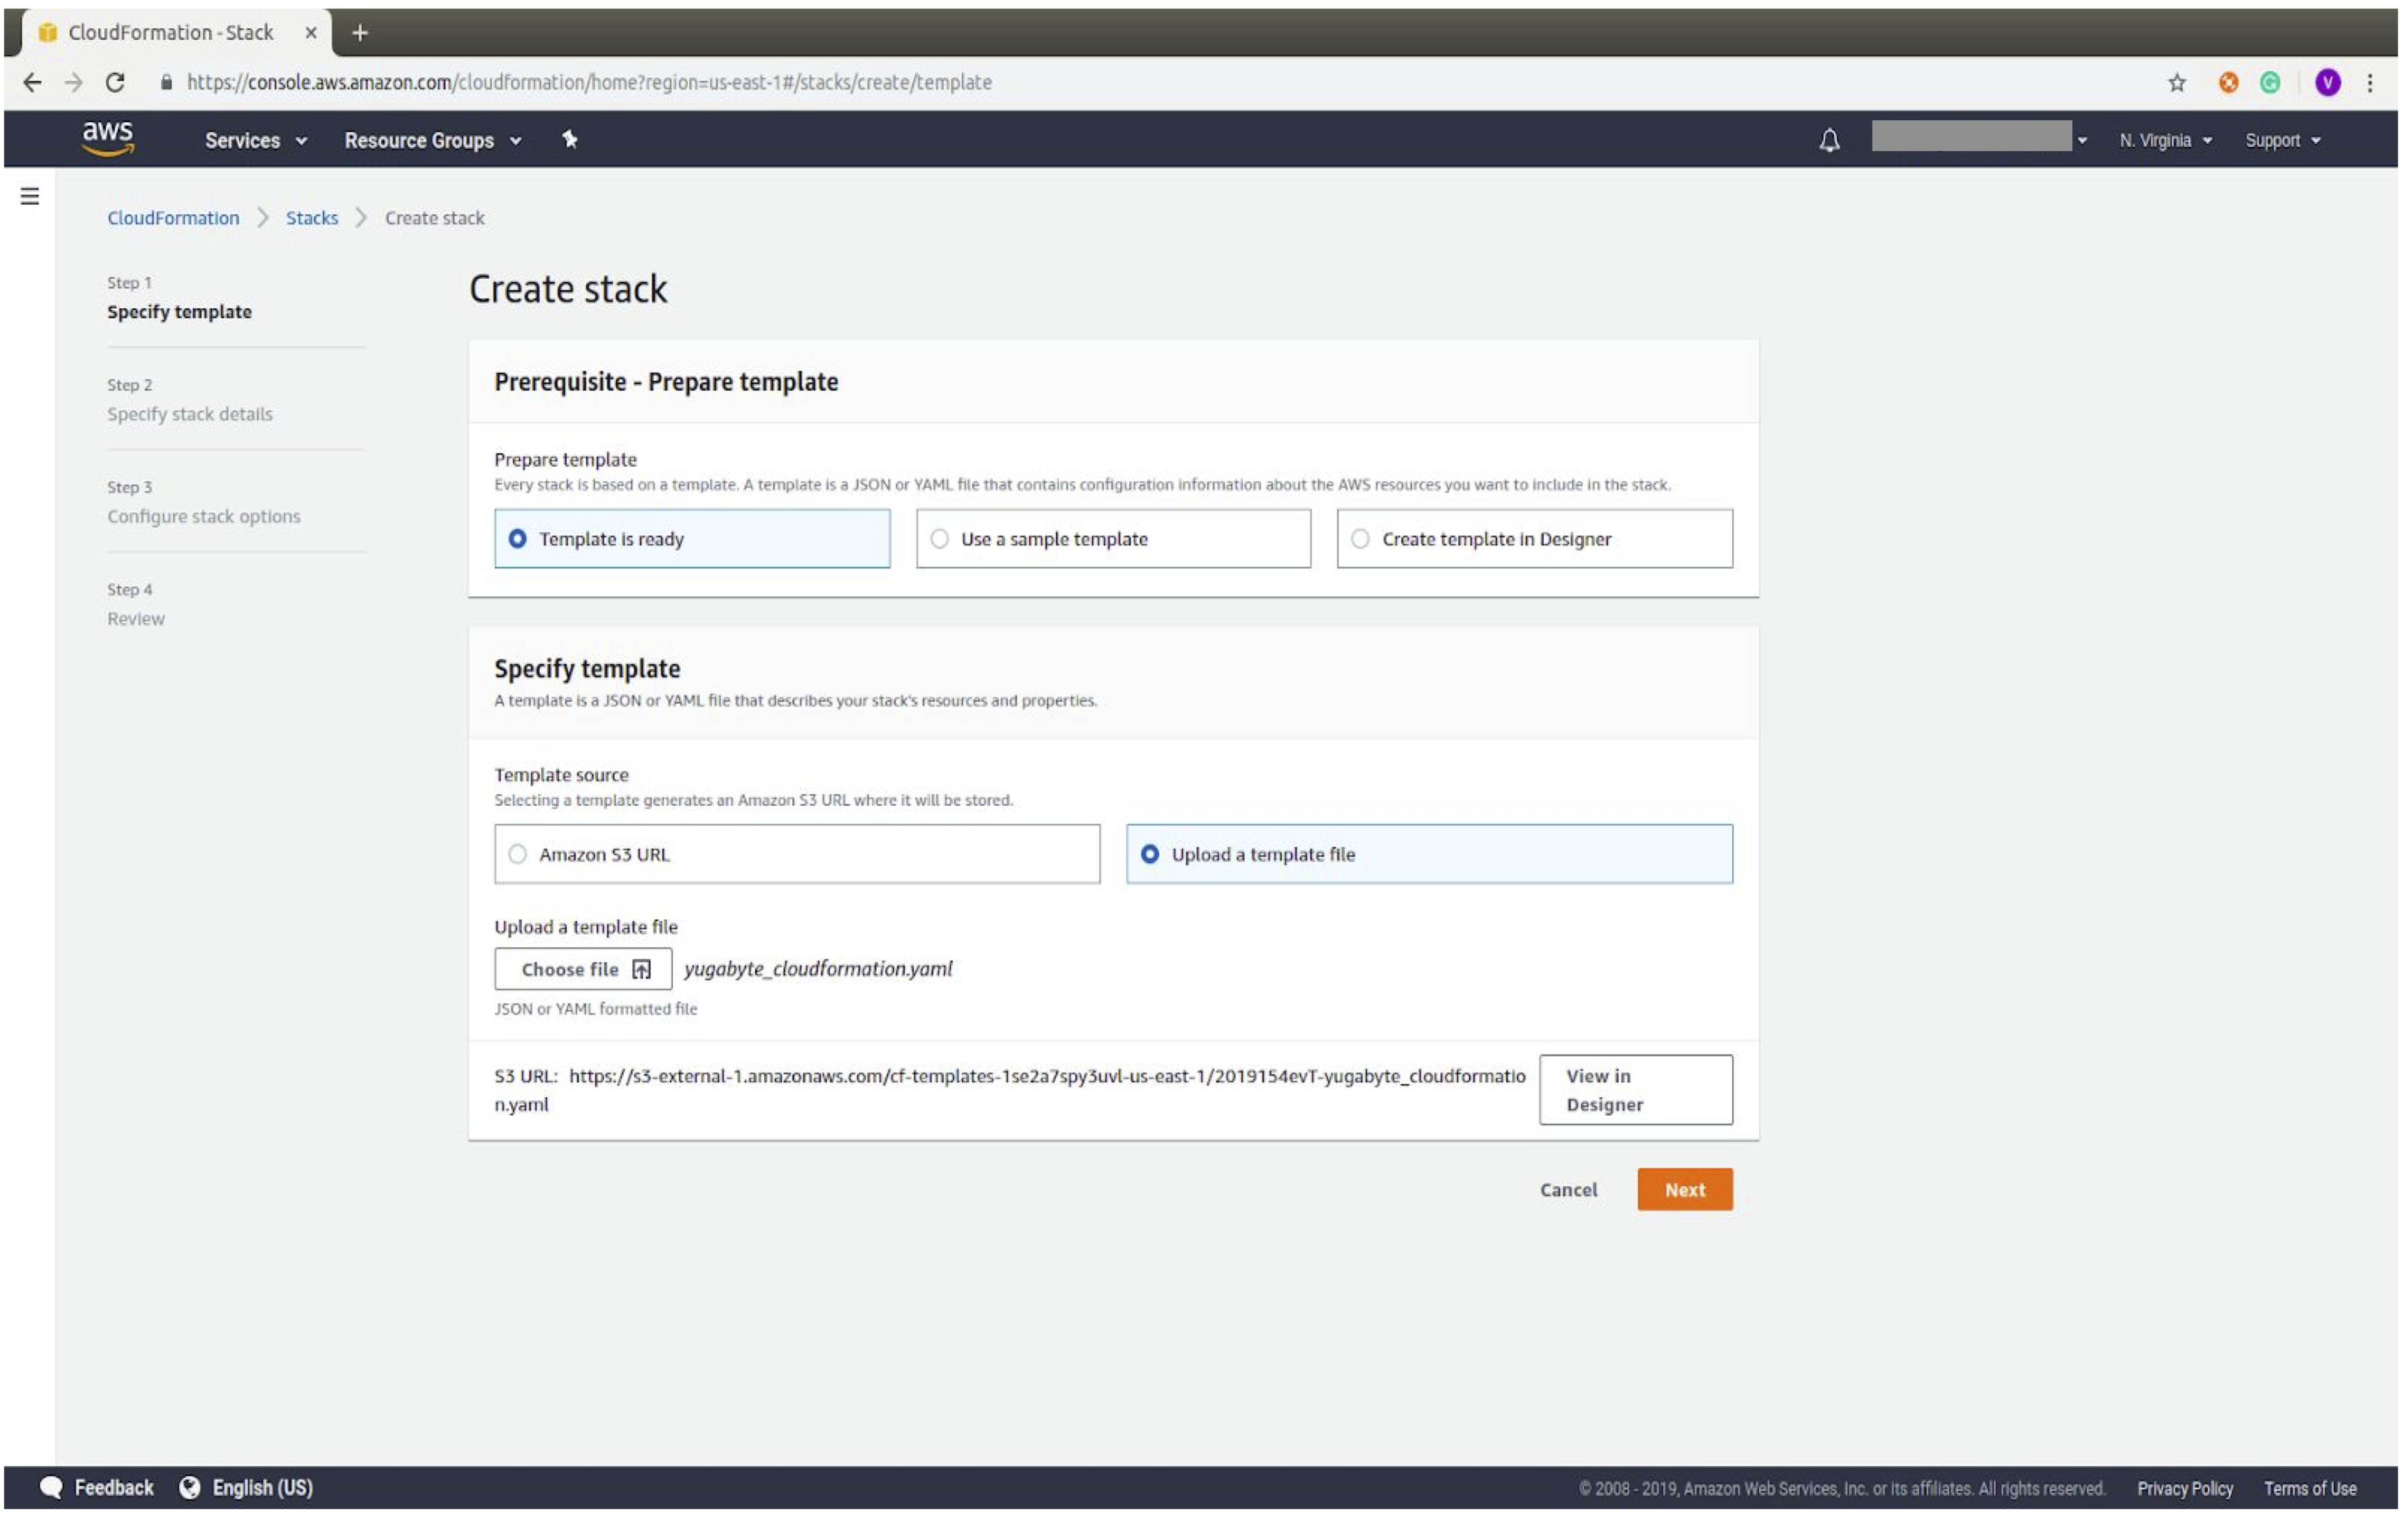 CloudFormation - Stack
https://console.aws.amazon.com/cloudformation/home?region=us-east-1#/stacks/create/template
V
aws
Services
Resource Groups
N. Virginia
Support
CloudFormation
Stacks
Create stack
Step 1
Specify template
Step 2
Specify stack details
Step 3
Configure stack options
Step 4
Review
Create stack
Prerequisite - Prepare template
Prepare template
Every stack is based on a template. A template is a JSON or YAML file that contains configuration information about the AWS resources you want to include in the stack.
Template is ready
Use a sample template
Create template in Designer
Specify template
A template is a JSON or YAML file that describes your stack's resources and properties.
Template source
Selecting a template generates an Amazon S3 URL where it will be stored.
Amazon S3 URL
Upload a template file
Upload a template file
Choose file
yugabyte_cloudformation.yaml
JSON or YAML formatted file
S3 URL: https://s3-external-1.amazonaws.com/cf-templates-1se2a7spy3uvl-us-east-1/2019154evT-yugabyte_cloudformatio
n.yaml
View in
Designer
Cancel
Next
Feedback
English (US)
© 2008 - 2019, Amazon Web Services, Inc. or its affiliates. All rights reserved.
Privacy Policy
Terms of Use